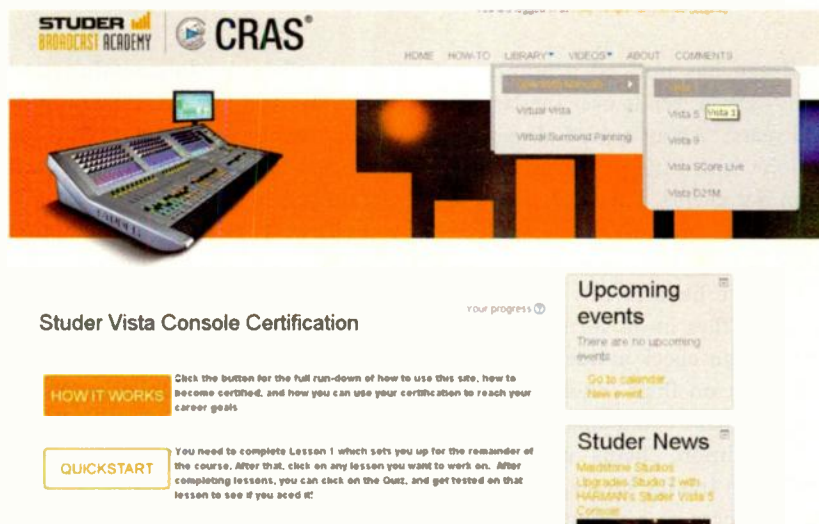 STUDER
BROADCAST ACADEMY
CRAS®
HOME HOW-TO LIBRARY VIDEOS ABOUT COMMENTS
Virtual Vista
Virtual Surround Panning
Vista 5
Vista 1
Vista 9
Vista SCore Live
Vista D21M
STUDER
Your progress
Studer Vista Console Certification
HOW IT WORKS
Click the button for the full run-down of how to use this site, how to
become certified, and how you can use your certification to reach your
career goals
QUICKSTART
You need to complete Lesson 1 which sets you up for the remainder of
the course. After that, click on any lesson you want to work on. After
completing lessons, you can click on the Quiz, and get tested on that
lesson to see if you aced it!
Upcoming
events
There are no upcoming
events
Go to calendar...
New event...
Studer News
Maidstone Studios
Upgrades Studio 2 with
HARMAN's Studer Vista 5
Console